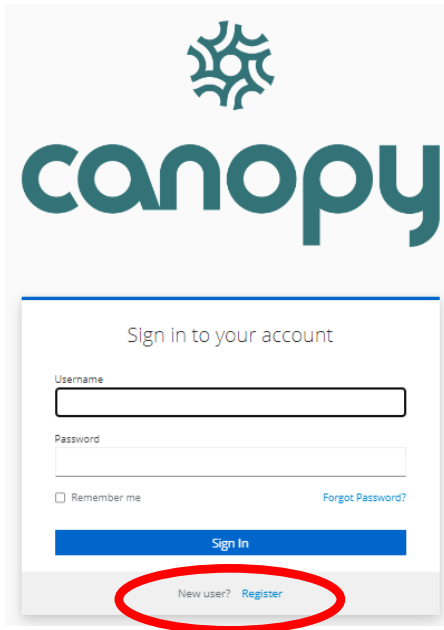 canopy
Sign in to your account
Username
Password
Remember me Forgot Password?
Sign In
New user? Register